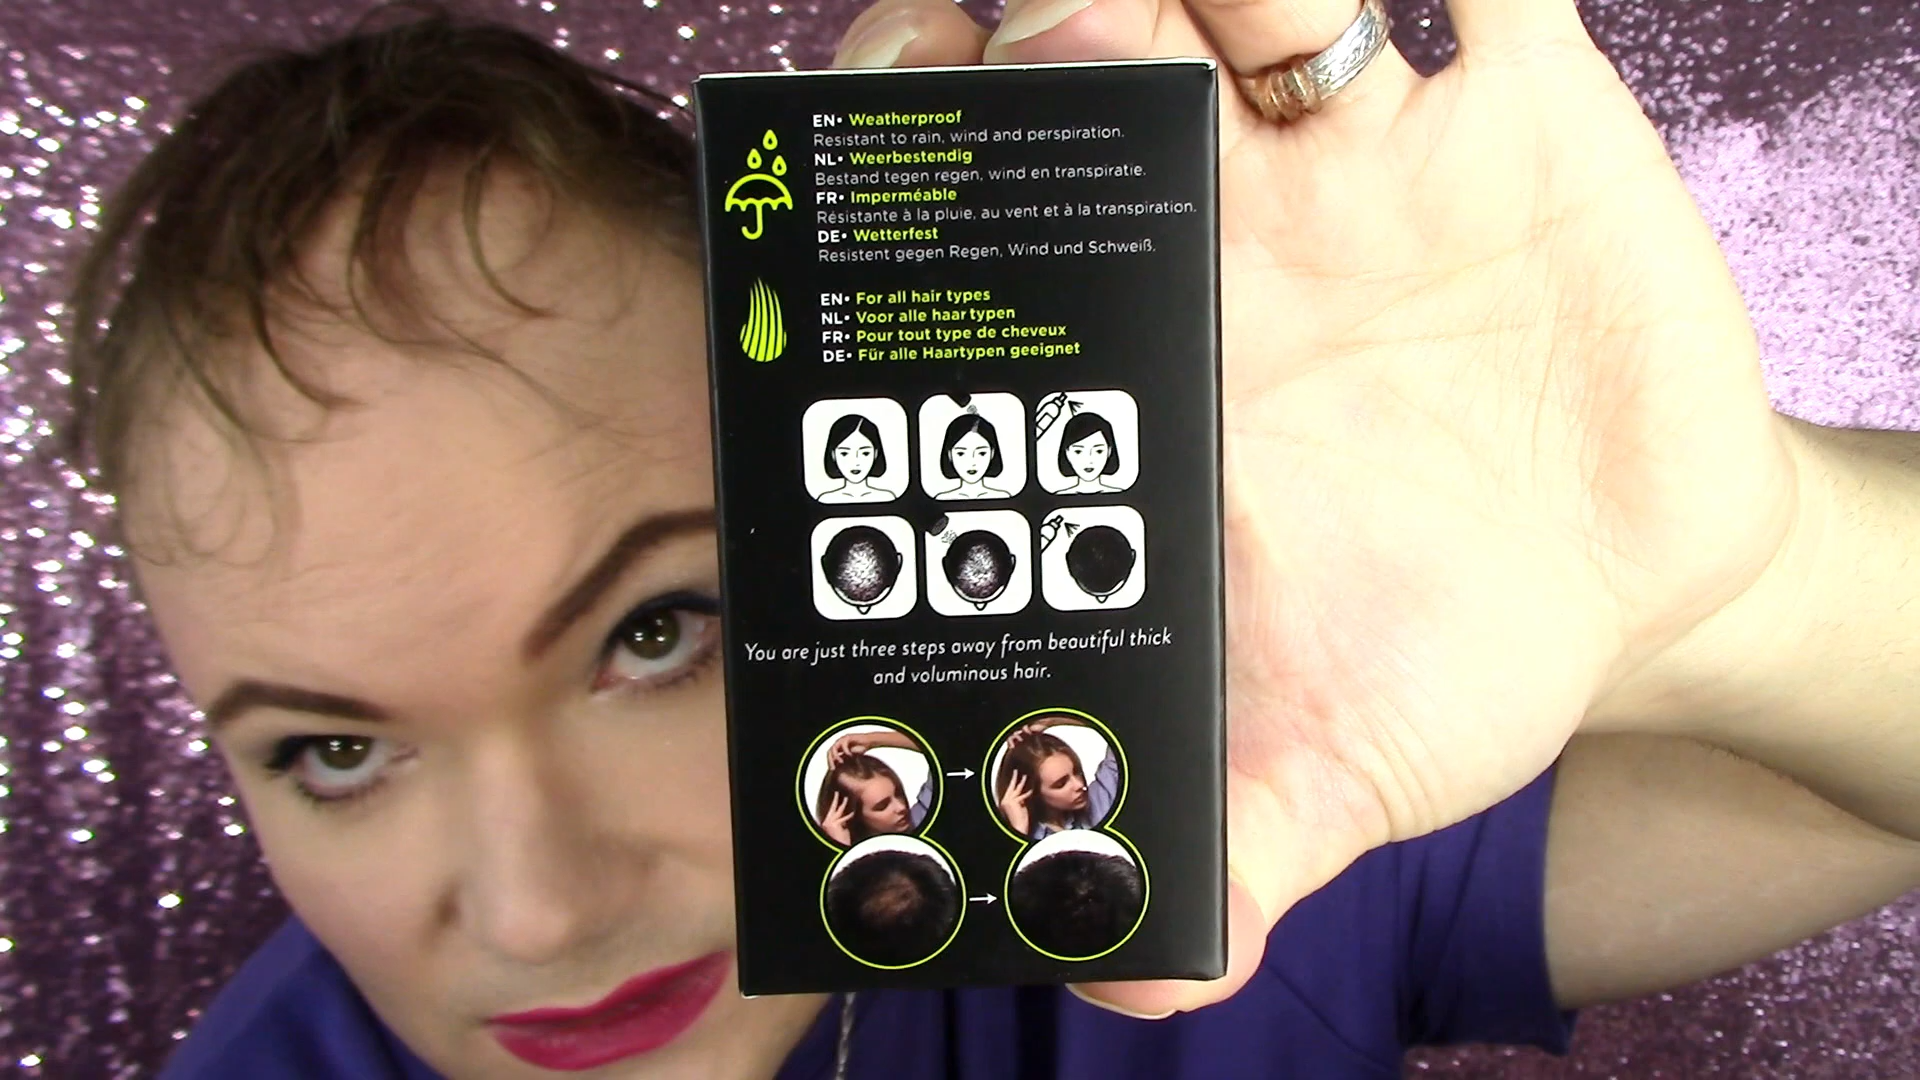 EN• Weatherproof
Resistant to rain, wind and perspiration.
NL• Weerbestendig
Bestand tegen regen, wind en transpiratie.
FR• Imperméable
Résistante à la pluie, au vent et à la transpiration.
DE• Wetterfest
Resistent gegen Regen, Wind und Schweiß.
EN• For all hair types
NL• Voor alle haartypen
FR• Pour tout type de cheveux
DE• Für alle Haartypen geeignet
You are just three steps away from beautiful thick
and voluminous hair.